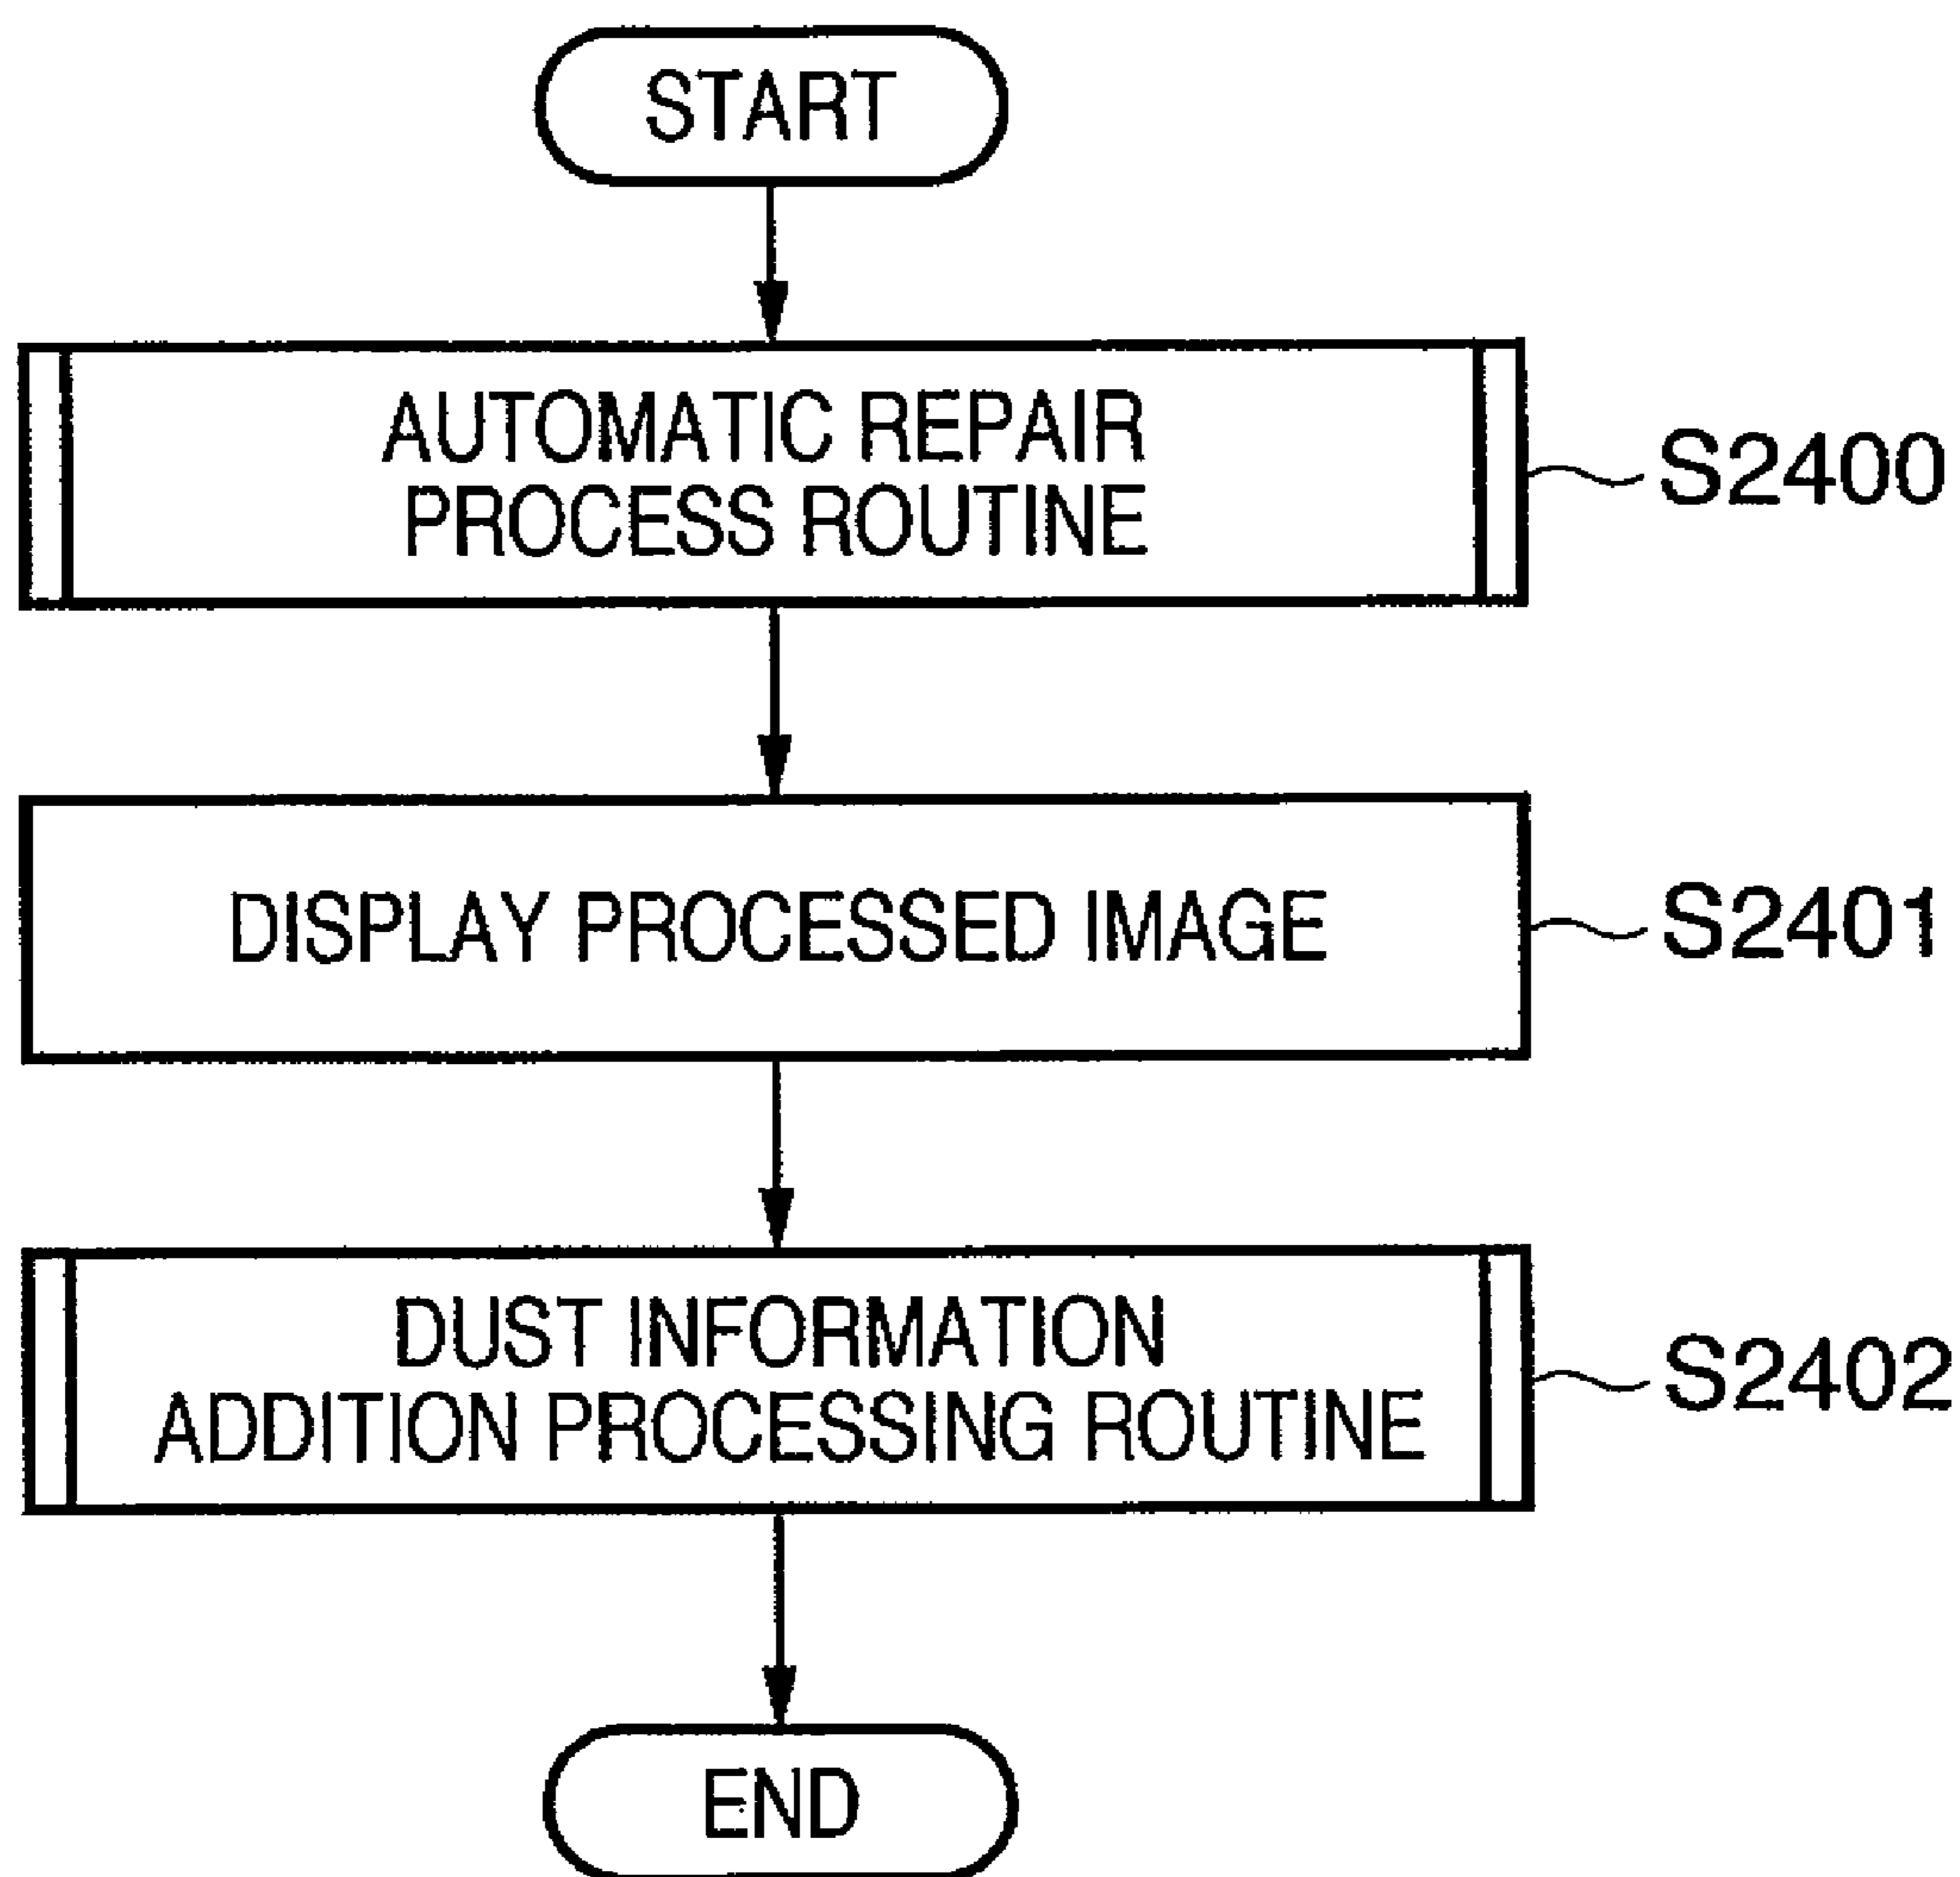 START
AUTOMATIC REPAIR
PROCESS ROUTINE
S2400
DISPLAY PROCESSED IMAGE
S2401
DUST INFORMATION
ADDITION PROCESSING ROUTINE
S2402
END